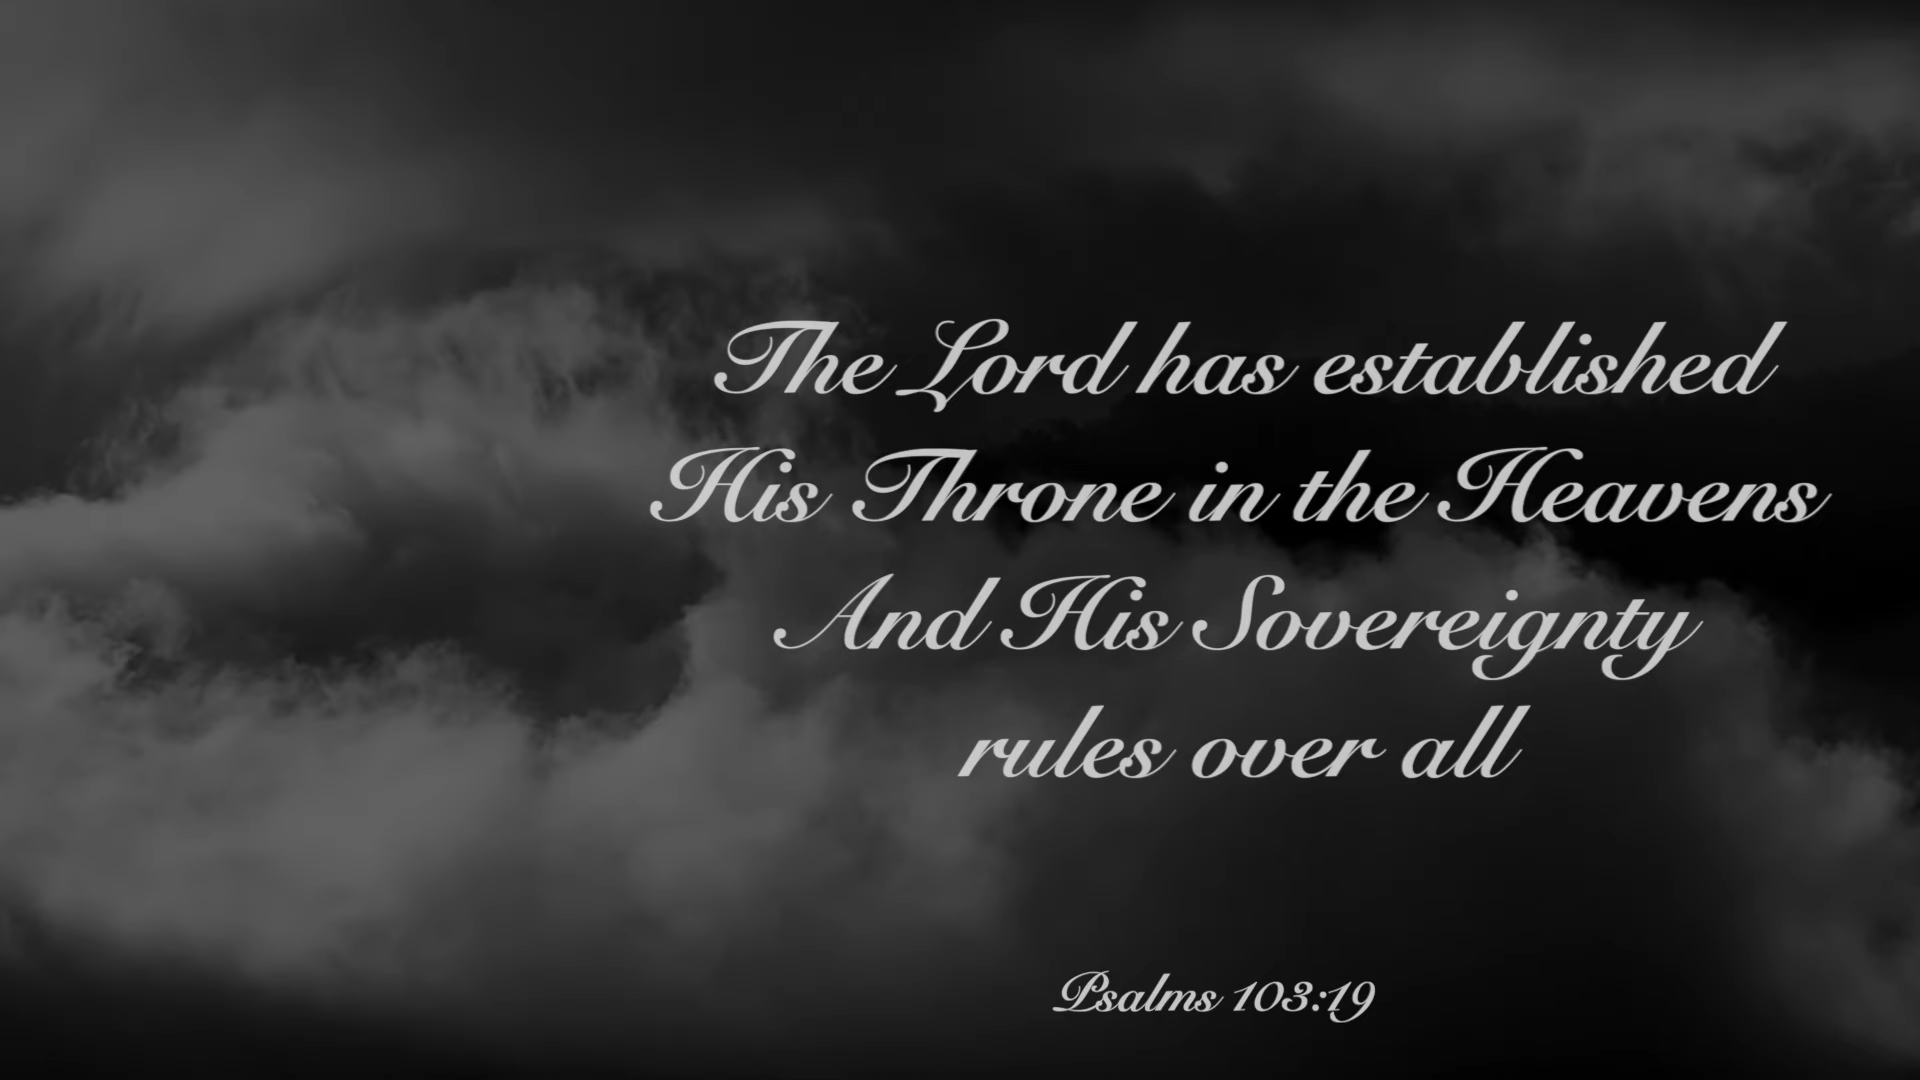 The Lord has established
His Throne in the Heavens
And His Sovereignty
rules over all
Psalms 103:19